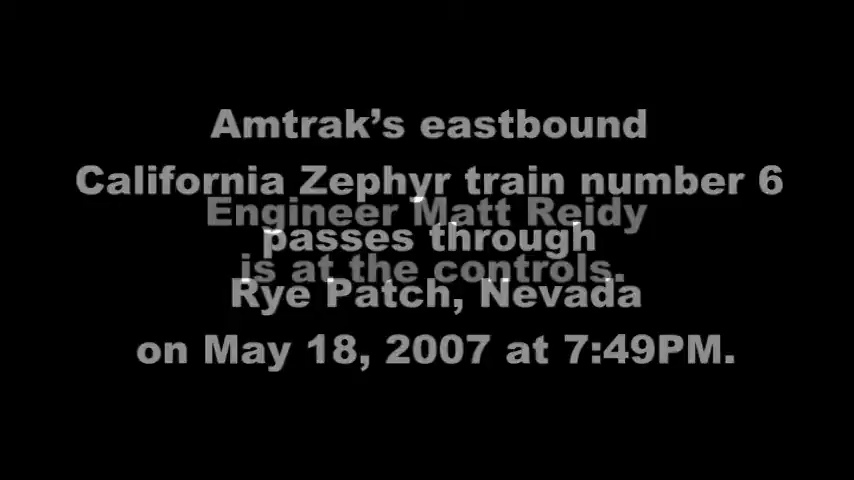 Amtrak’s eastbound
California Zephyr train number 6
Engineer Matt Reidy
passes through
is at the controls.
Rye Patch, Nevada
on May 18, 2007 at 7:49PM.